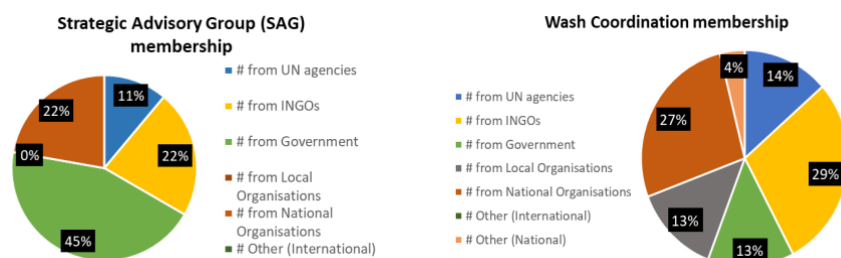 Strategic Advisory Group (SAG)
membership
11%
22%
45%
0%
22%
# from UN agencies
# from INGOs
# from Government
# from Local
Organisations
# from National
Organisations
# Other (International)
Wash Coordination membership
# from UN agencies
# from INGOs
# from Government
# from Local Organisations
# from National Organisations
# Other (International)
# Other (National)
14%
29%
13%
13%
27%
4%